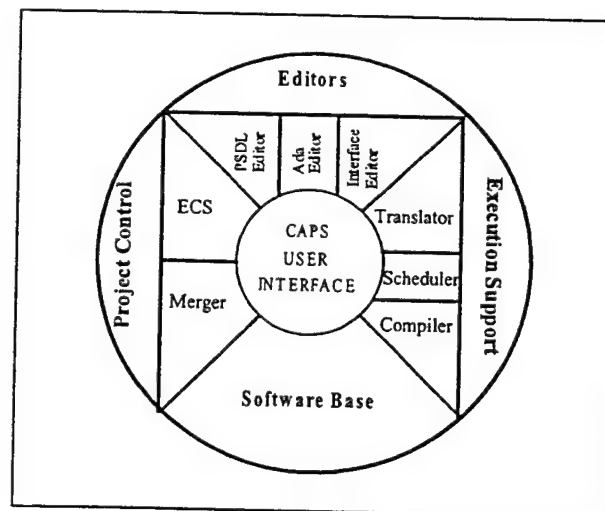 Editors
PSDL
Editor
Ada
Editor
Interface
Editor
Project Control
ECS
Merger
CAPS
USER
INTERFACE
Translator
Scheduler
Compiler
Execution Support
Software Base